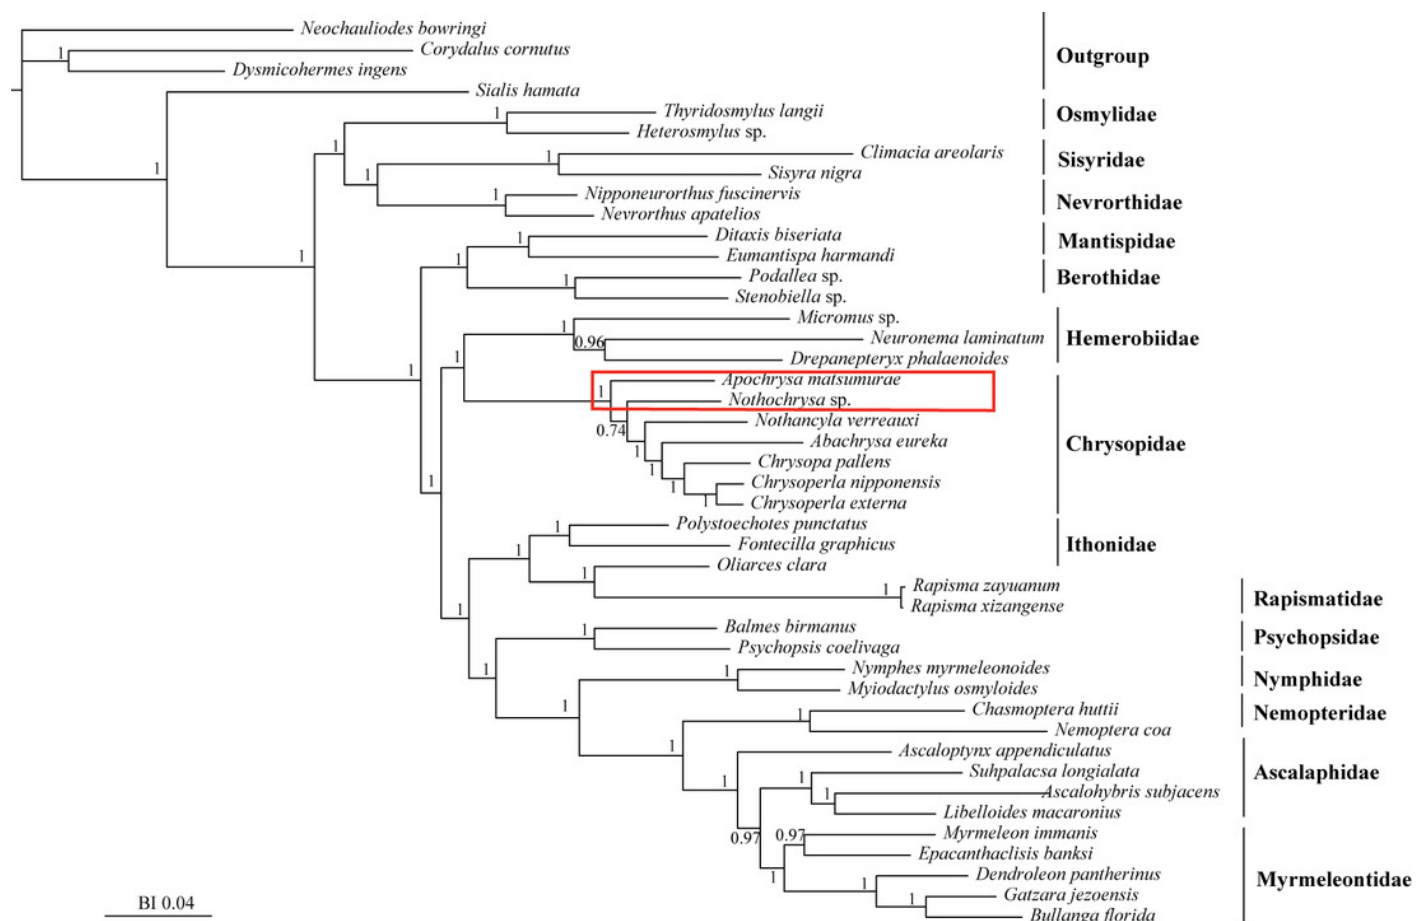 Neochauliodes bowringi
1 Corydalus cornutus
Outgroup
Dysmicohermes ingens
Sialis hamata
1 Thyridosmylus langii
Osmylidae
1 Heterosmylus sp.
1 Climacia areolaris
Sisyridae
1 1 Sisyra nigra
1 Nipponeurorthus fuscinervis
Nevrorthidae
Nevrorthus apatelios
1 Ditaxis biseriata
Mantispidae
1 1 Eumantispa harmandi
1 Podallea sp.
Berothidae
Stenobiella sp.
1 Micromus sp.
0.96 Neuronema laminatum
Hemerobiidae
1 1 Drepanepteryx phalaenoides
1 Apochrysa matsumurae
Nothochrysa sp.
0.74 Nothancyla verreauxi
1 Abachrysa eureka
Chrysopidae
1 Chrysopa pallens
1 1 Chrysoperla nipponensis
1 Chrysoperla externa
1 Polystoechotes punctatus
1 Fontecilla graphicus
Ithonidae
1 Oliarces clara
1 Rapisma zayuanum
Rapismatidae
1 Rapisma xizangense
1 Balmes birmanus
Psychopsidae
1 Psychopsis coelivaga
1 Nymphes myrmeleonoides
Nymphidae
1 Myiodactylus osmyloides
1 Chasmoptera huttii
Nemopteridae
1 Nemoptera coa
1 Ascaloptynx appendiculatus
1 1 Suhpalacsa longialata
Ascalaphidae
1 Ascalohybris subjacens
Libelloides macaronius
0.97 0.97 Myrmeleon immanis
Epacanthaclisis banksi
1 Dendroleon pantherinus
Myrmeleontidae
1 1 Gatzara jezoensis
BI 0.04
Bullanga florida